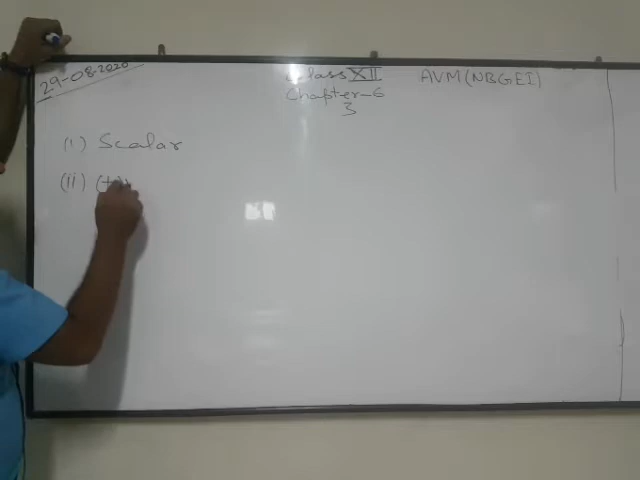 29-08-2020
Class XII
AVM(NBGEI)
Chapter-6
3
(i) Scalar
(ii) (+)